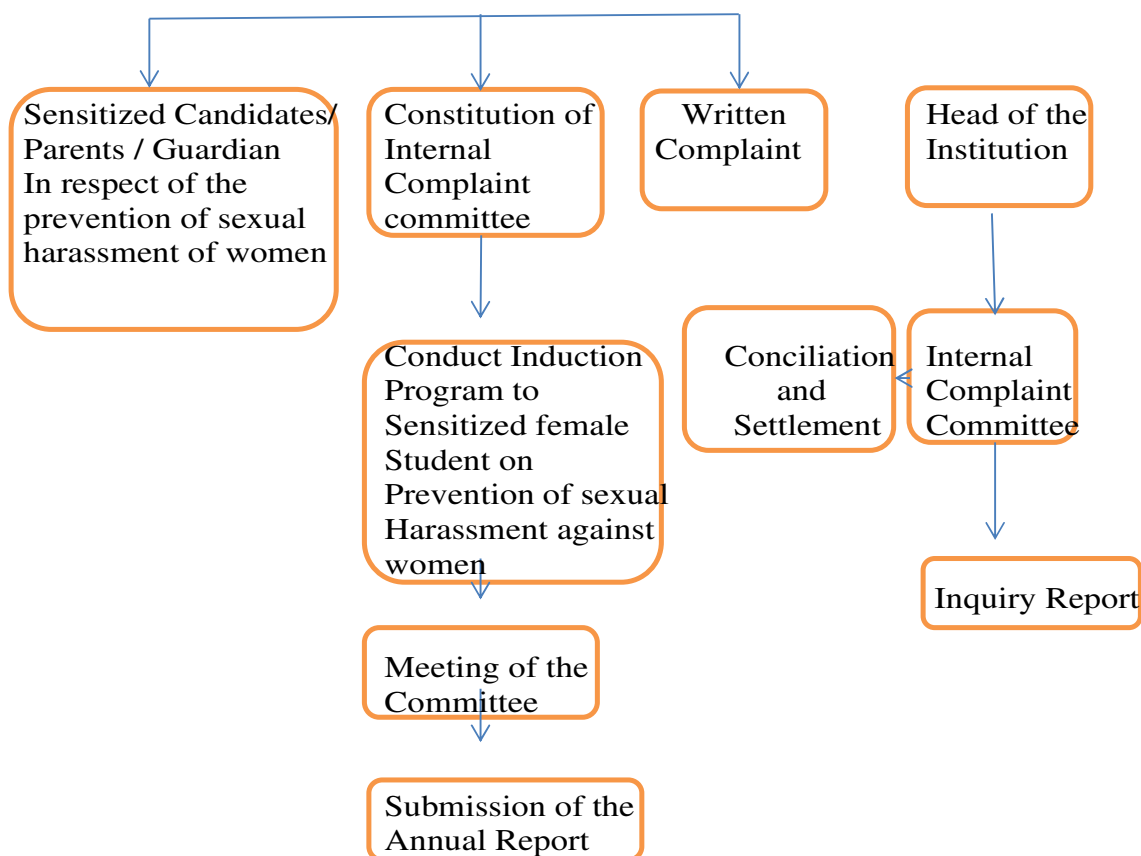 Sensitized Candidates/
Parents / Guardian
In respect of the
prevention of sexual
harassment of women
Constitution of
Internal
Complaint
committee
Written
Complaint
Head of the
Institution
Conduct Induction
Program to
Sensitized female
Student on
Prevention of sexual
Harassment against
women
Conciliation
and
Settlement
Internal
Complaint
Committee
Inquiry Report
Meeting of the
Committee
Submission of the
Annual Report